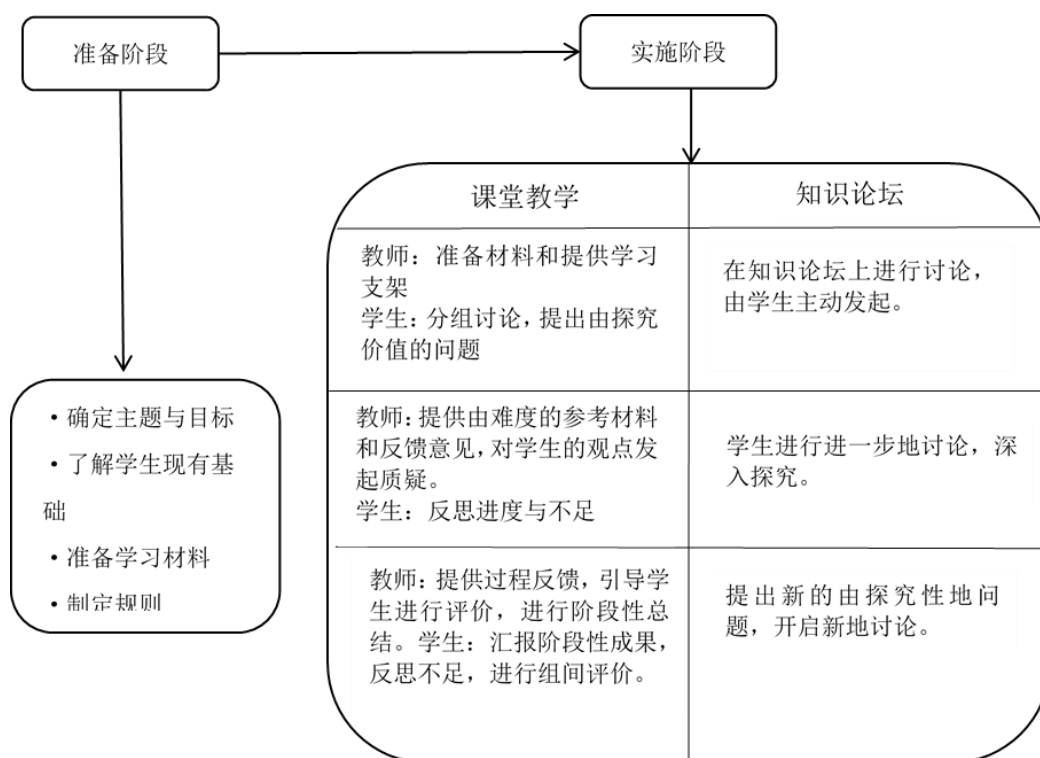 准备阶段
实施阶段
课堂教学
知识论坛
教师：准备材料和提供学习
支架
学生：分组讨论，提出由探究
价值的问题
在知识论坛上进行讨论，
由学生主动发起。
教师：提供由难度的参考材料
和反馈意见，对学生的观点发
起质疑。
学生：反思进度与不足
学生进行进一步地讨论，深
入探究。
教师：提供过程反馈，引导学
生进行评价，进行阶段性总
结。学生：汇报阶段性成果，
反思不足，进行组间评价。
提出新的由探究性地问
题，开启新地讨论。
・确定主题与目标
・了解学生现有基
础
・准备学习材料
・制定规则